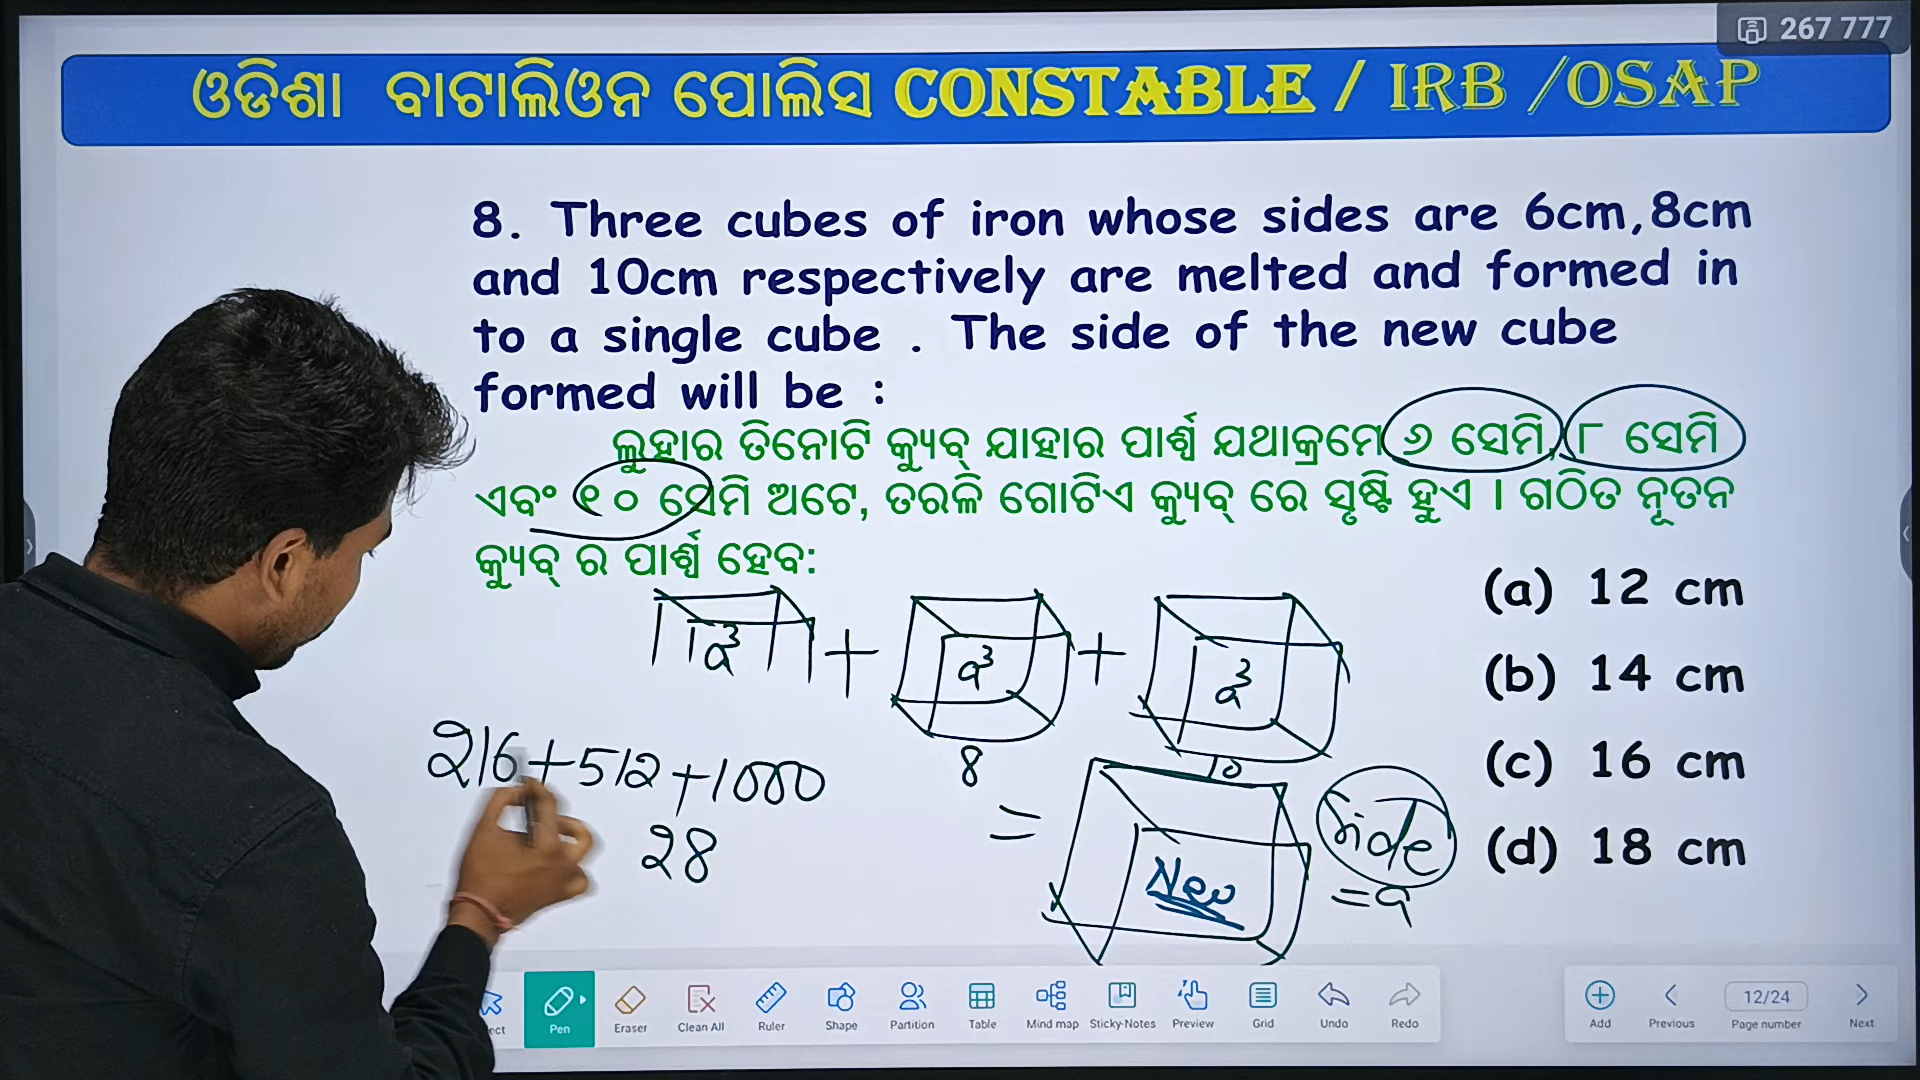 267 777
ଓଡିଶା ବାଟାଲିଓନ ପୋଲିସ CONSTABLE / IRB /OSAP
8. Three cubes of iron whose sides are 6cm,8cm
and 10cm respectively are melted and formed in
to a single cube . The side of the new cube
formed will be :
ଲୁହାର ତିନୋଟି କ୍ୟୁବ୍ ଯାହାର ପାର୍ଶ୍ଵ ଯଥାକ୍ରମେ ୬ ସେମି, ୮ ସେମି
ଏବଂ ୧୦ ସେମି ଅଟେ, ତରଳି ଗୋଟିଏ କ୍ୟୁବ୍ ରେ ସୃଷ୍ଟି ହୁଏ । ଗଠିତ ନୂତନ
କ୍ୟୁବ୍ ର ପାର୍ଶ୍ଵ ହେବ:
(a) 12 cm
(b) 14 cm
(c) 16 cm
(d) 18 cm
a³ + a³ + a³
8 10
216+512+1000
28
= New Side
= a
Pen Eraser Clean All Ruler Shape Partition Table Mind map Sticky-Notes Preview Grid Undo Redo
Add Previous 12/24 Page number Next